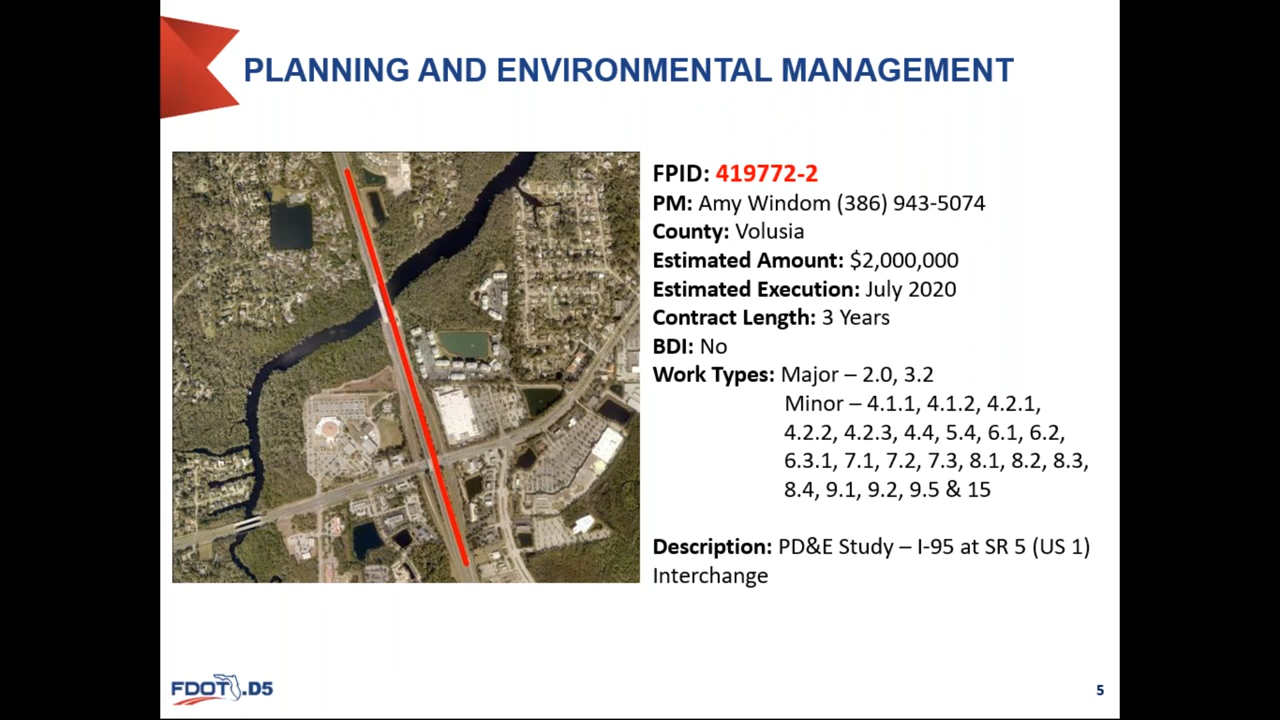 PLANNING AND ENVIRONMENTAL MANAGEMENT
FPID: 419772-2
PM: Amy Windom (386) 943-5074
County: Volusia
Estimated Amount: $2,000,000
Estimated Execution: July 2020
Contract Length: 3 Years
BDI: No
Work Types: Major – 2.0, 3.2
Minor – 4.1.1, 4.1.2, 4.2.1,
4.2.2, 4.2.3, 4.4, 5.4, 6.1, 6.2,
6.3.1, 7.1, 7.2, 7.3, 8.1, 8.2, 8.3,
8.4, 9.1, 9.2, 9.5 & 15
Description: PD&E Study – I-95 at SR 5 (US 1)
Interchange
FDOT.D5
5